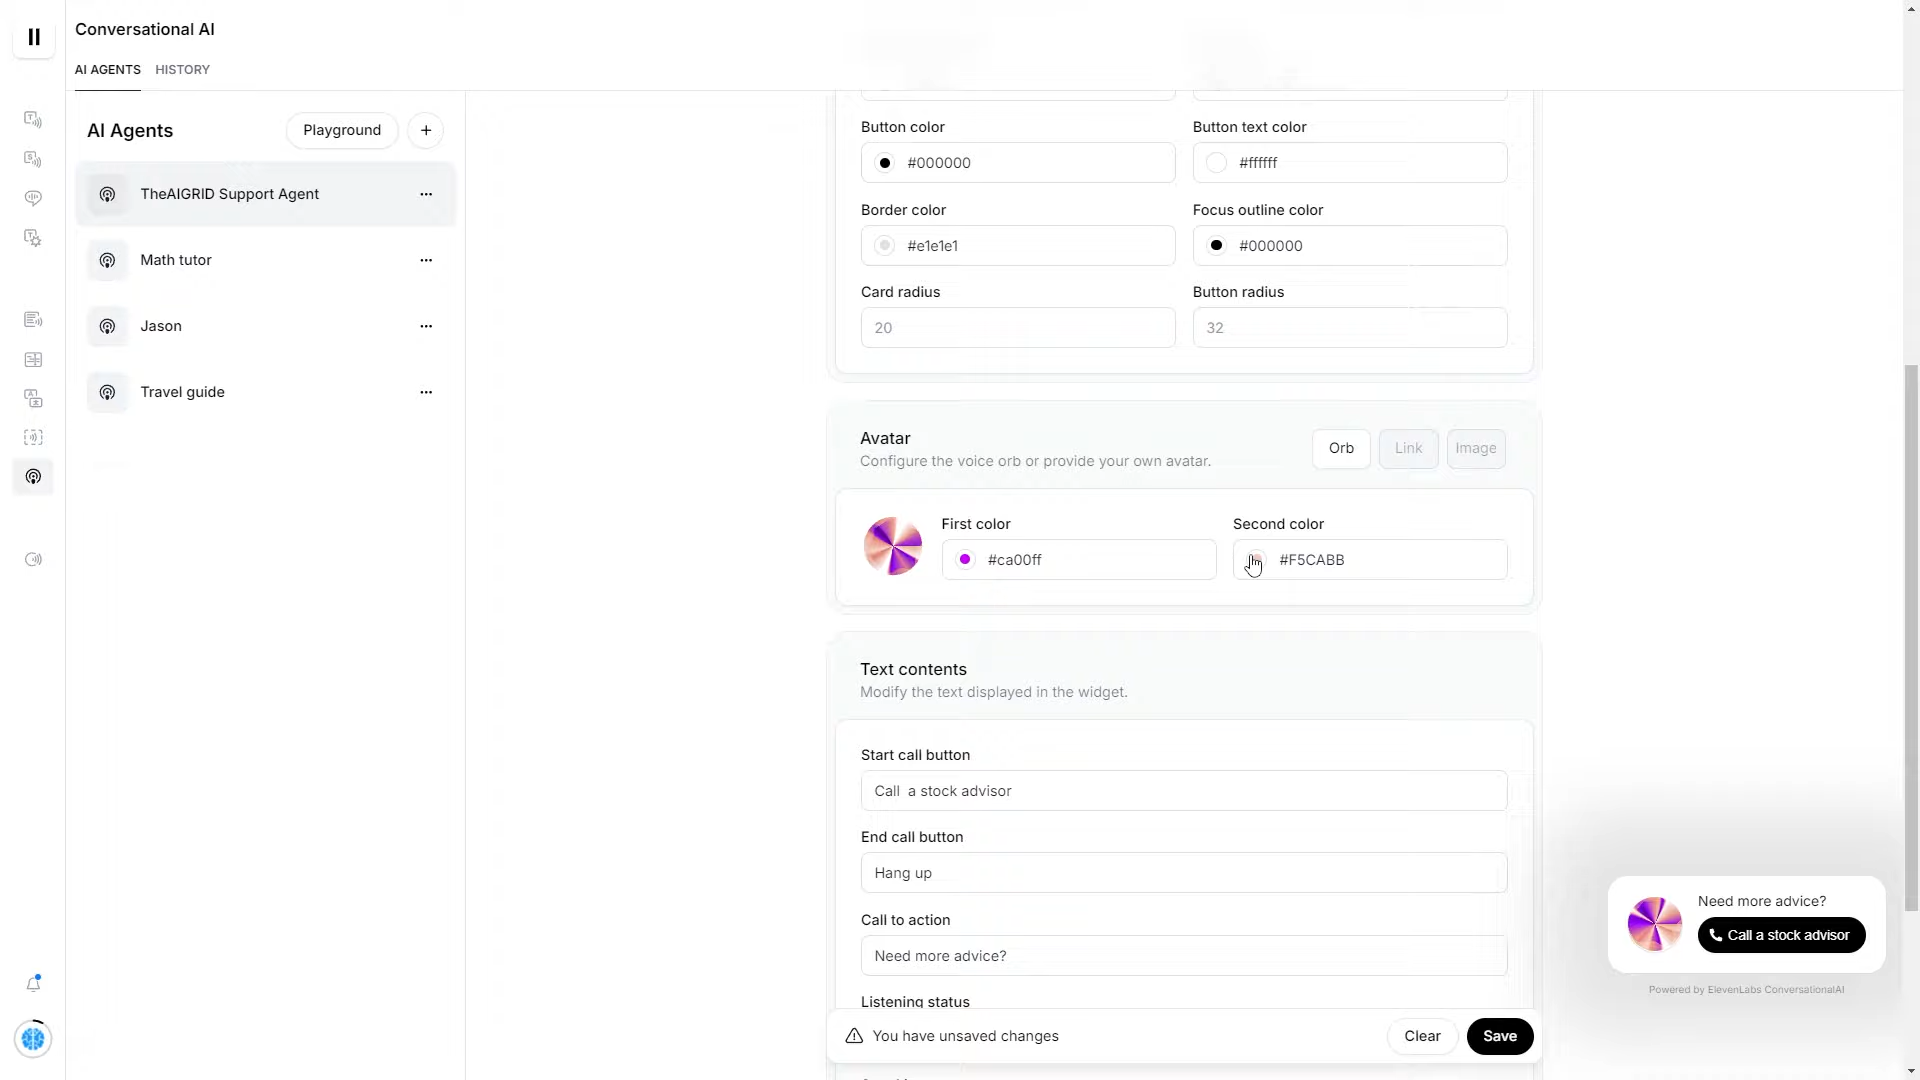 Conversational AI
AI AGENTS HISTORY
AI Agents
Playground
+
TheAIGRID Support Agent
Math tutor
Jason
Travel guide
Button color
#000000
Button text color
#ffffff
Border color
#e1e1e1
Focus outline color
#000000
Card radius
20
Button radius
32
Avatar
Configure the voice orb or provide your own avatar.
Orb
Link
Image
First color
#ca00ff
Second color
#F5CABB
Text contents
Modify the text displayed in the widget.
Start call button
Call  a stock advisor
End call button
Hang up
Call to action
Need more advice?
Listening status
You have unsaved changes
Clear
Save
Need more advice?
Call a stock advisor
Powered by ElevenLabs ConversationalAI